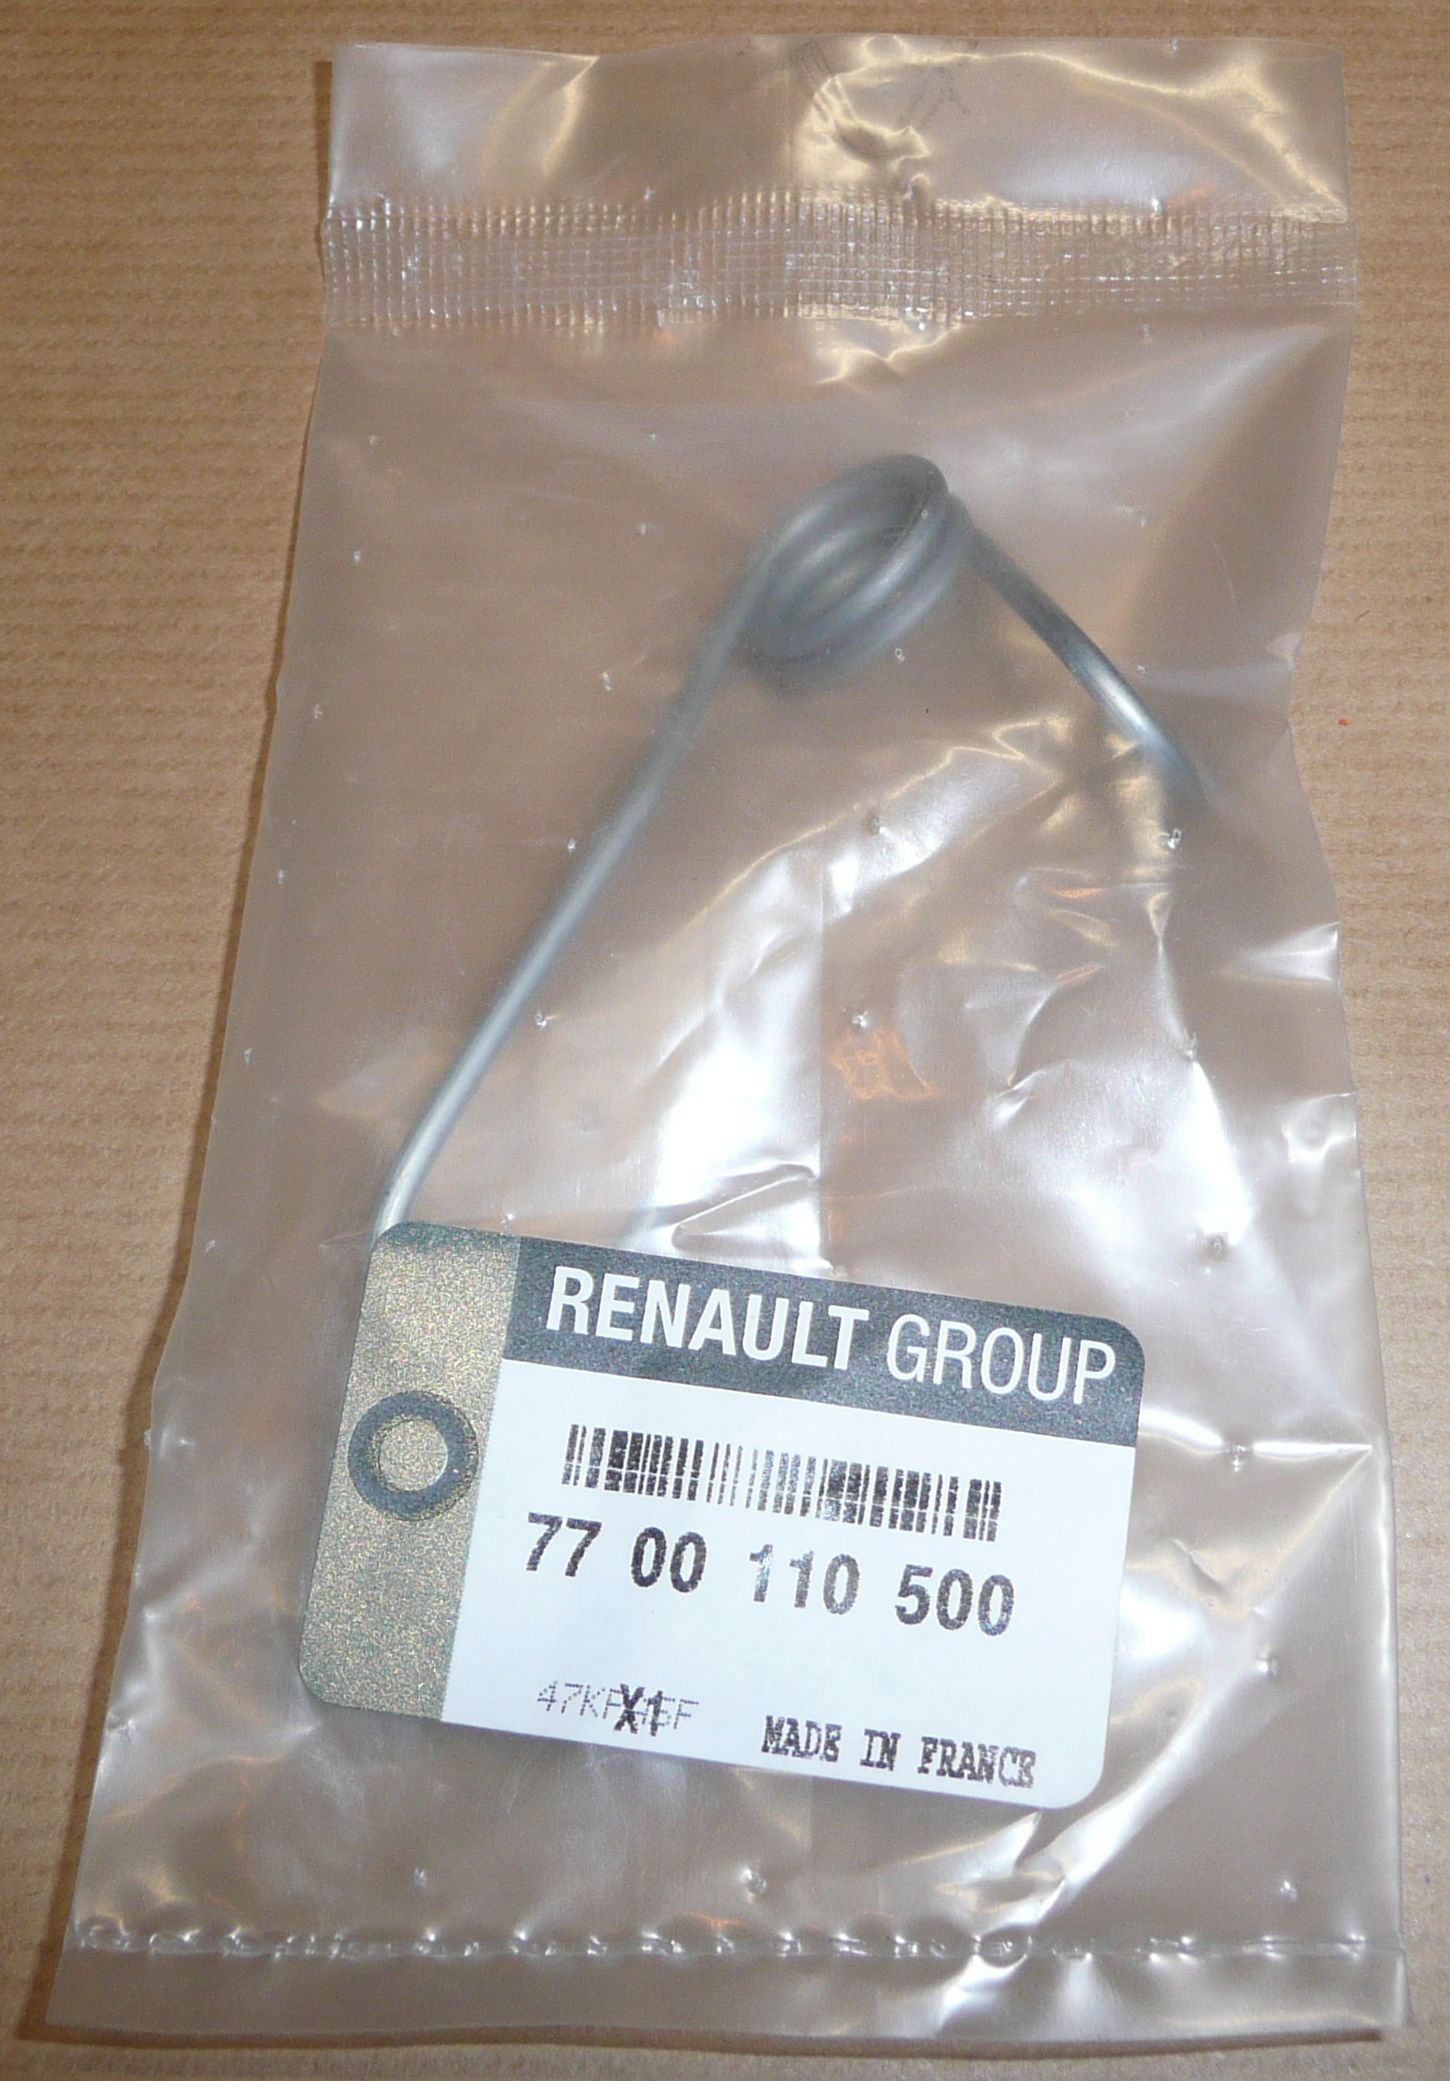 RENAULT GROUP
77 00 110 500
X1 MADE IN FRANCE